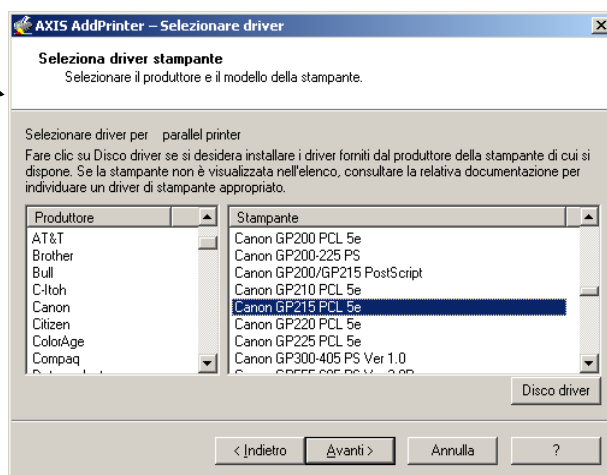 AXIS AddPrinter – Selezionare driver
Seleziona driver stampante
Selezionare il produttore e il modello della stampante.
Selezionare driver per parallel printer
Fare clic su Disco driver se si desidera installare i driver forniti dal produttore della stampante di cui si
dispone. Se la stampante non è visualizzata nell'elenco, consultare la relativa documentazione per
individuare un driver di stampante appropriato.
Produttore
AT&T
Brother
Bull
C-Itoh
Canon
Citizen
ColorAge
Compaq
Stampante
Canon GP200 PCL 5e
Canon GP200-225 PS
Canon GP200/GP215 PostScript
Canon GP210 PCL 5e
Canon GP215 PCL 5e
Canon GP220 PCL 5e
Canon GP225 PCL 5e
Canon GP300-405 PS Ver 1.0
Disco driver
< Indietro
Avanti >
Annulla
?